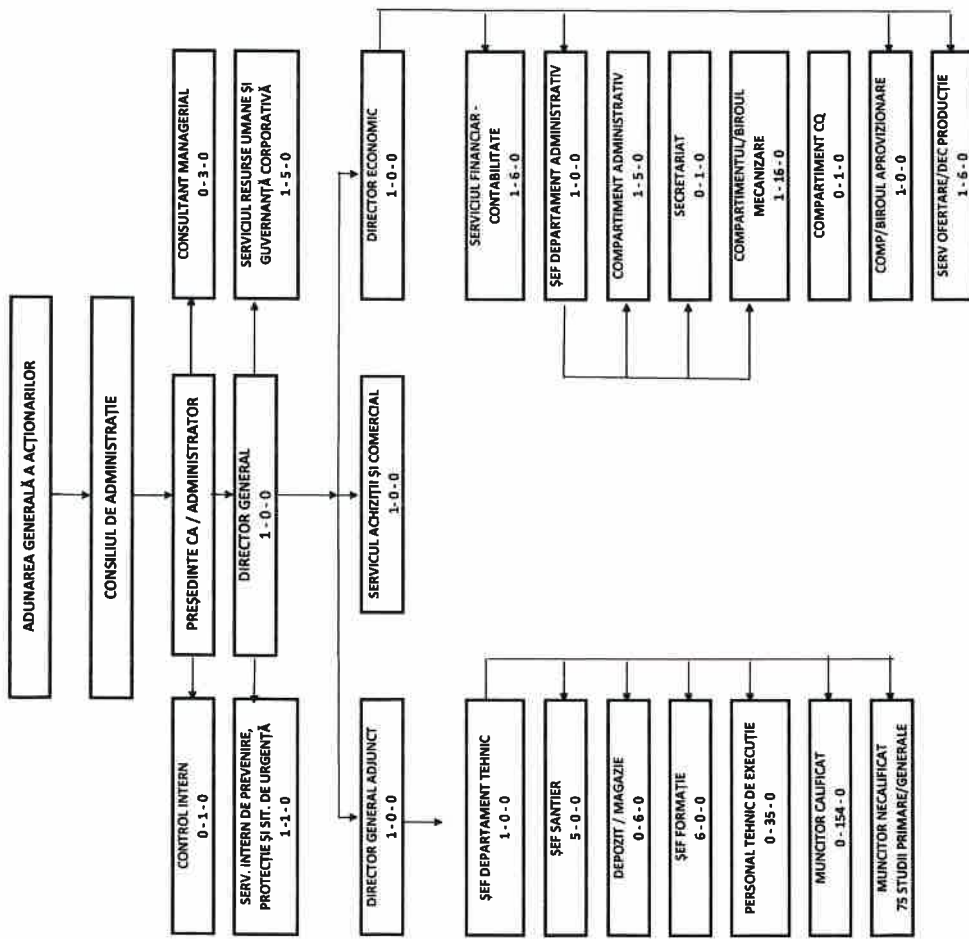 ADUNAREA GENERALĂ A ACȚIONARILOR
CONSILIUL DE ADMINISTRAȚIE
CONTROL INTERN
0 - 1 - 0
PREȘEDINTE CA / ADMINISTRATOR
CONSULTANT MANAGERIAL
0 - 3 - 0
SERV. INTERN DE PREVENIRE,
PROTECȚIE ȘI SIT. DE URGENȚĂ
1 - 1 - 0
DIRECTOR GENERAL
1 - 0 - 0
SERVICIUL RESURSE UMANE ȘI
GUVERNANȚĂ CORPORATIVĂ
1 - 5 - 0
DIRECTOR GENERAL ADJUNCT
1 - 0 - 0
SERVICUL ACHIZIȚII ȘI COMERCIAL
1 - 0 - 0
DIRECTOR ECONOMIC
1 - 0 - 0
ȘEF DEPARTAMENT TEHNIC
1 - 0 - 0
ȘEF SANTIER
5 - 0 - 0
DEPOZIT / MAGAZIE
0 - 6 - 0
ȘEF FORMAȚIE
6 - 0 - 0
PERSONAL TEHNIC DE EXECUȚIE
0 - 35 - 0
MUNCITOR CALIFICAT
0 - 154 - 0
MUNCITOR NECALIFICAT
75 STUDII PRIMARE/GENERALE
SERVICIUL FINANCIAR -
CONTABILITATE
1 - 6 - 0
ȘEF DEPARTAMENT ADMINISTRATIV
1 - 0 - 0
COMPARTIMENT ADMINISTRATIV
1 - 5 - 0
SECRETARIAT
0 - 1 - 0
COMPARTIMENTUL/BIROUL
MECANIZARE
1 - 16 - 0
COMPARTIMENT CQ
0 - 1 - 0
COMP/BIROUL APROVIZIONARE
1 - 0 - 0
SERV OFERTARE/DEC PRODUCȚIE
1 - 6 - 0